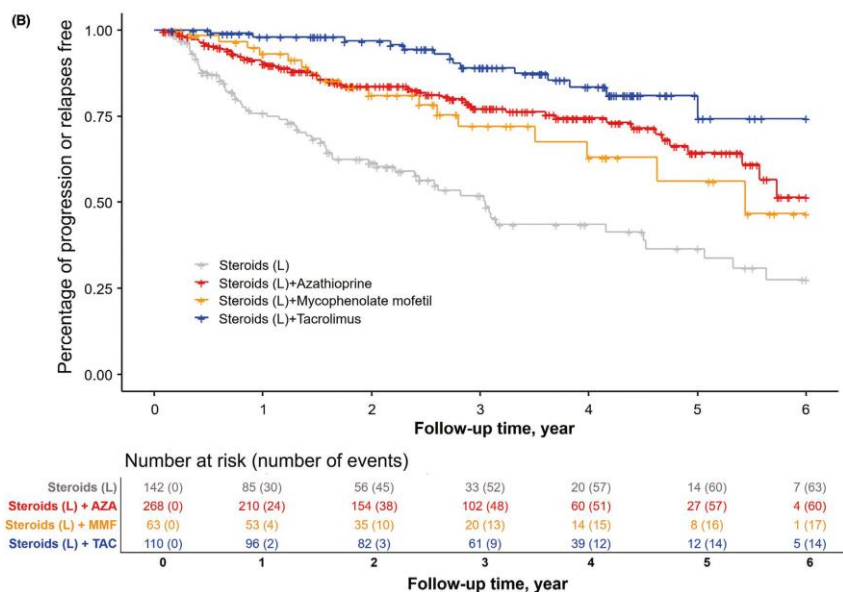 (B)
Percentage of progression or relapses free
1.00
0.75
0.50
0.25
0.00
Steroids (L)
Steroids (L)+Azathioprine
Steroids (L)+Mycophenolate mofetil
Steroids (L)+Tacrolimus
0 1 2 3 4 5 6
Follow-up time, year
Number at risk (number of events)
Steroids (L) 142 (0) 85 (30) 56 (45) 33 (52) 20 (57) 14 (60) 7 (63)
Steroids (L) + AZA 268 (0) 210 (24) 154 (38) 102 (48) 60 (51) 27 (57) 4 (60)
Steroids (L) + MMF 63 (0) 53 (4) 35 (10) 20 (13) 14 (15) 8 (16) 1 (17)
Steroids (L) + TAC 110 (0) 96 (2) 82 (3) 61 (9) 39 (12) 12 (14) 5 (14)
0 1 2 3 4 5 6
Follow-up time, year